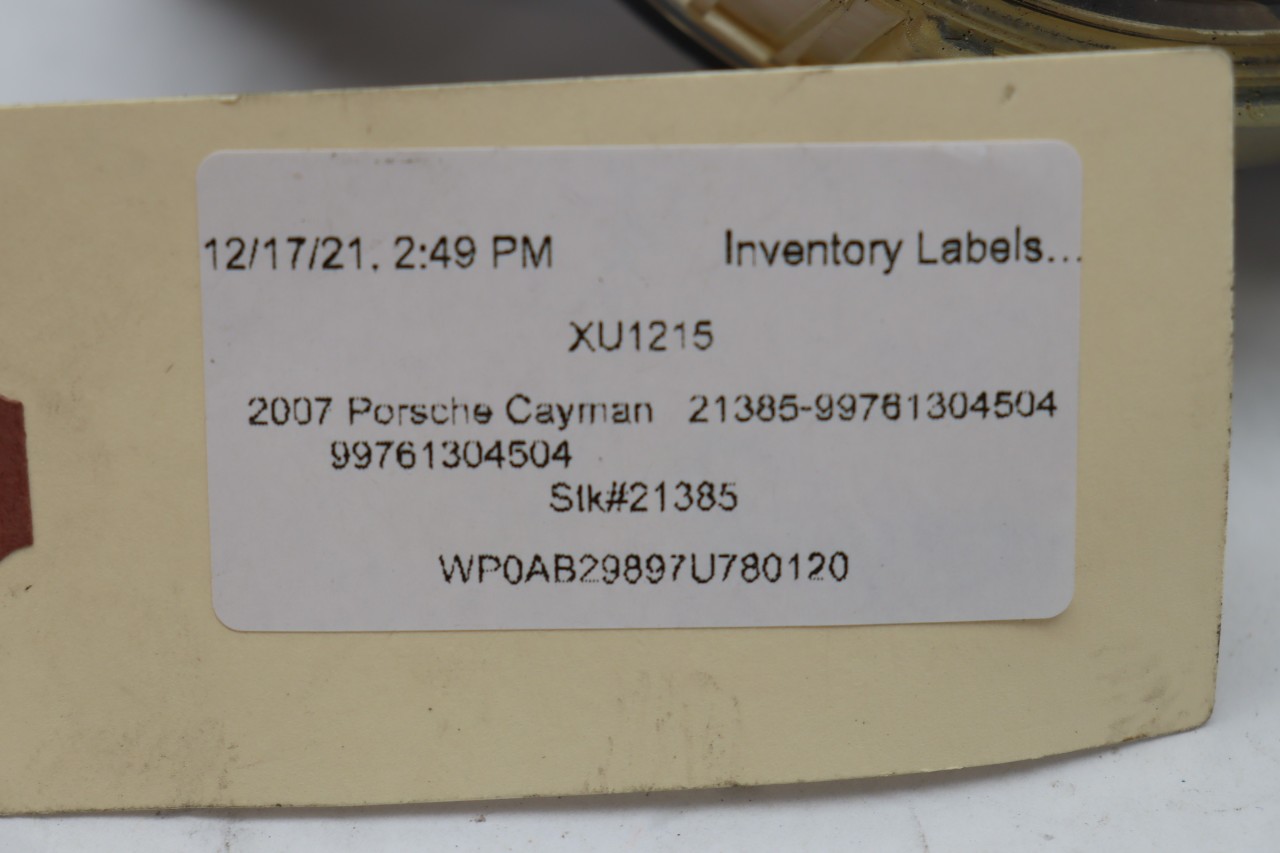 12/17/21, 2:49 PM Inventory Labels...
XU1215
2007 Porsche Cayman 21385-99761304504
99761304504
Stk#21385
WP0AB29897U780120